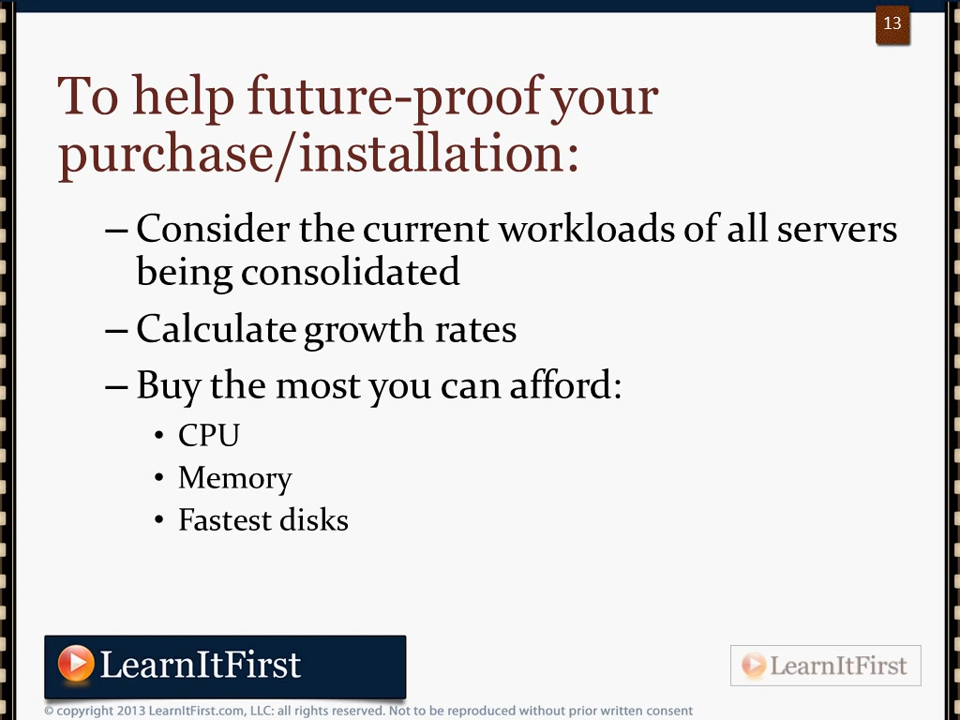 13
To help future-proof your
purchase/installation:
– Consider the current workloads of all servers
being consolidated
– Calculate growth rates
– Buy the most you can afford:
• CPU
• Memory
• Fastest disks
LearnItFirst
LearnItFirst
© copyright 2013 LearnItFirst.com, LLC: all rights reserved. Not to be reproduced without prior written consent